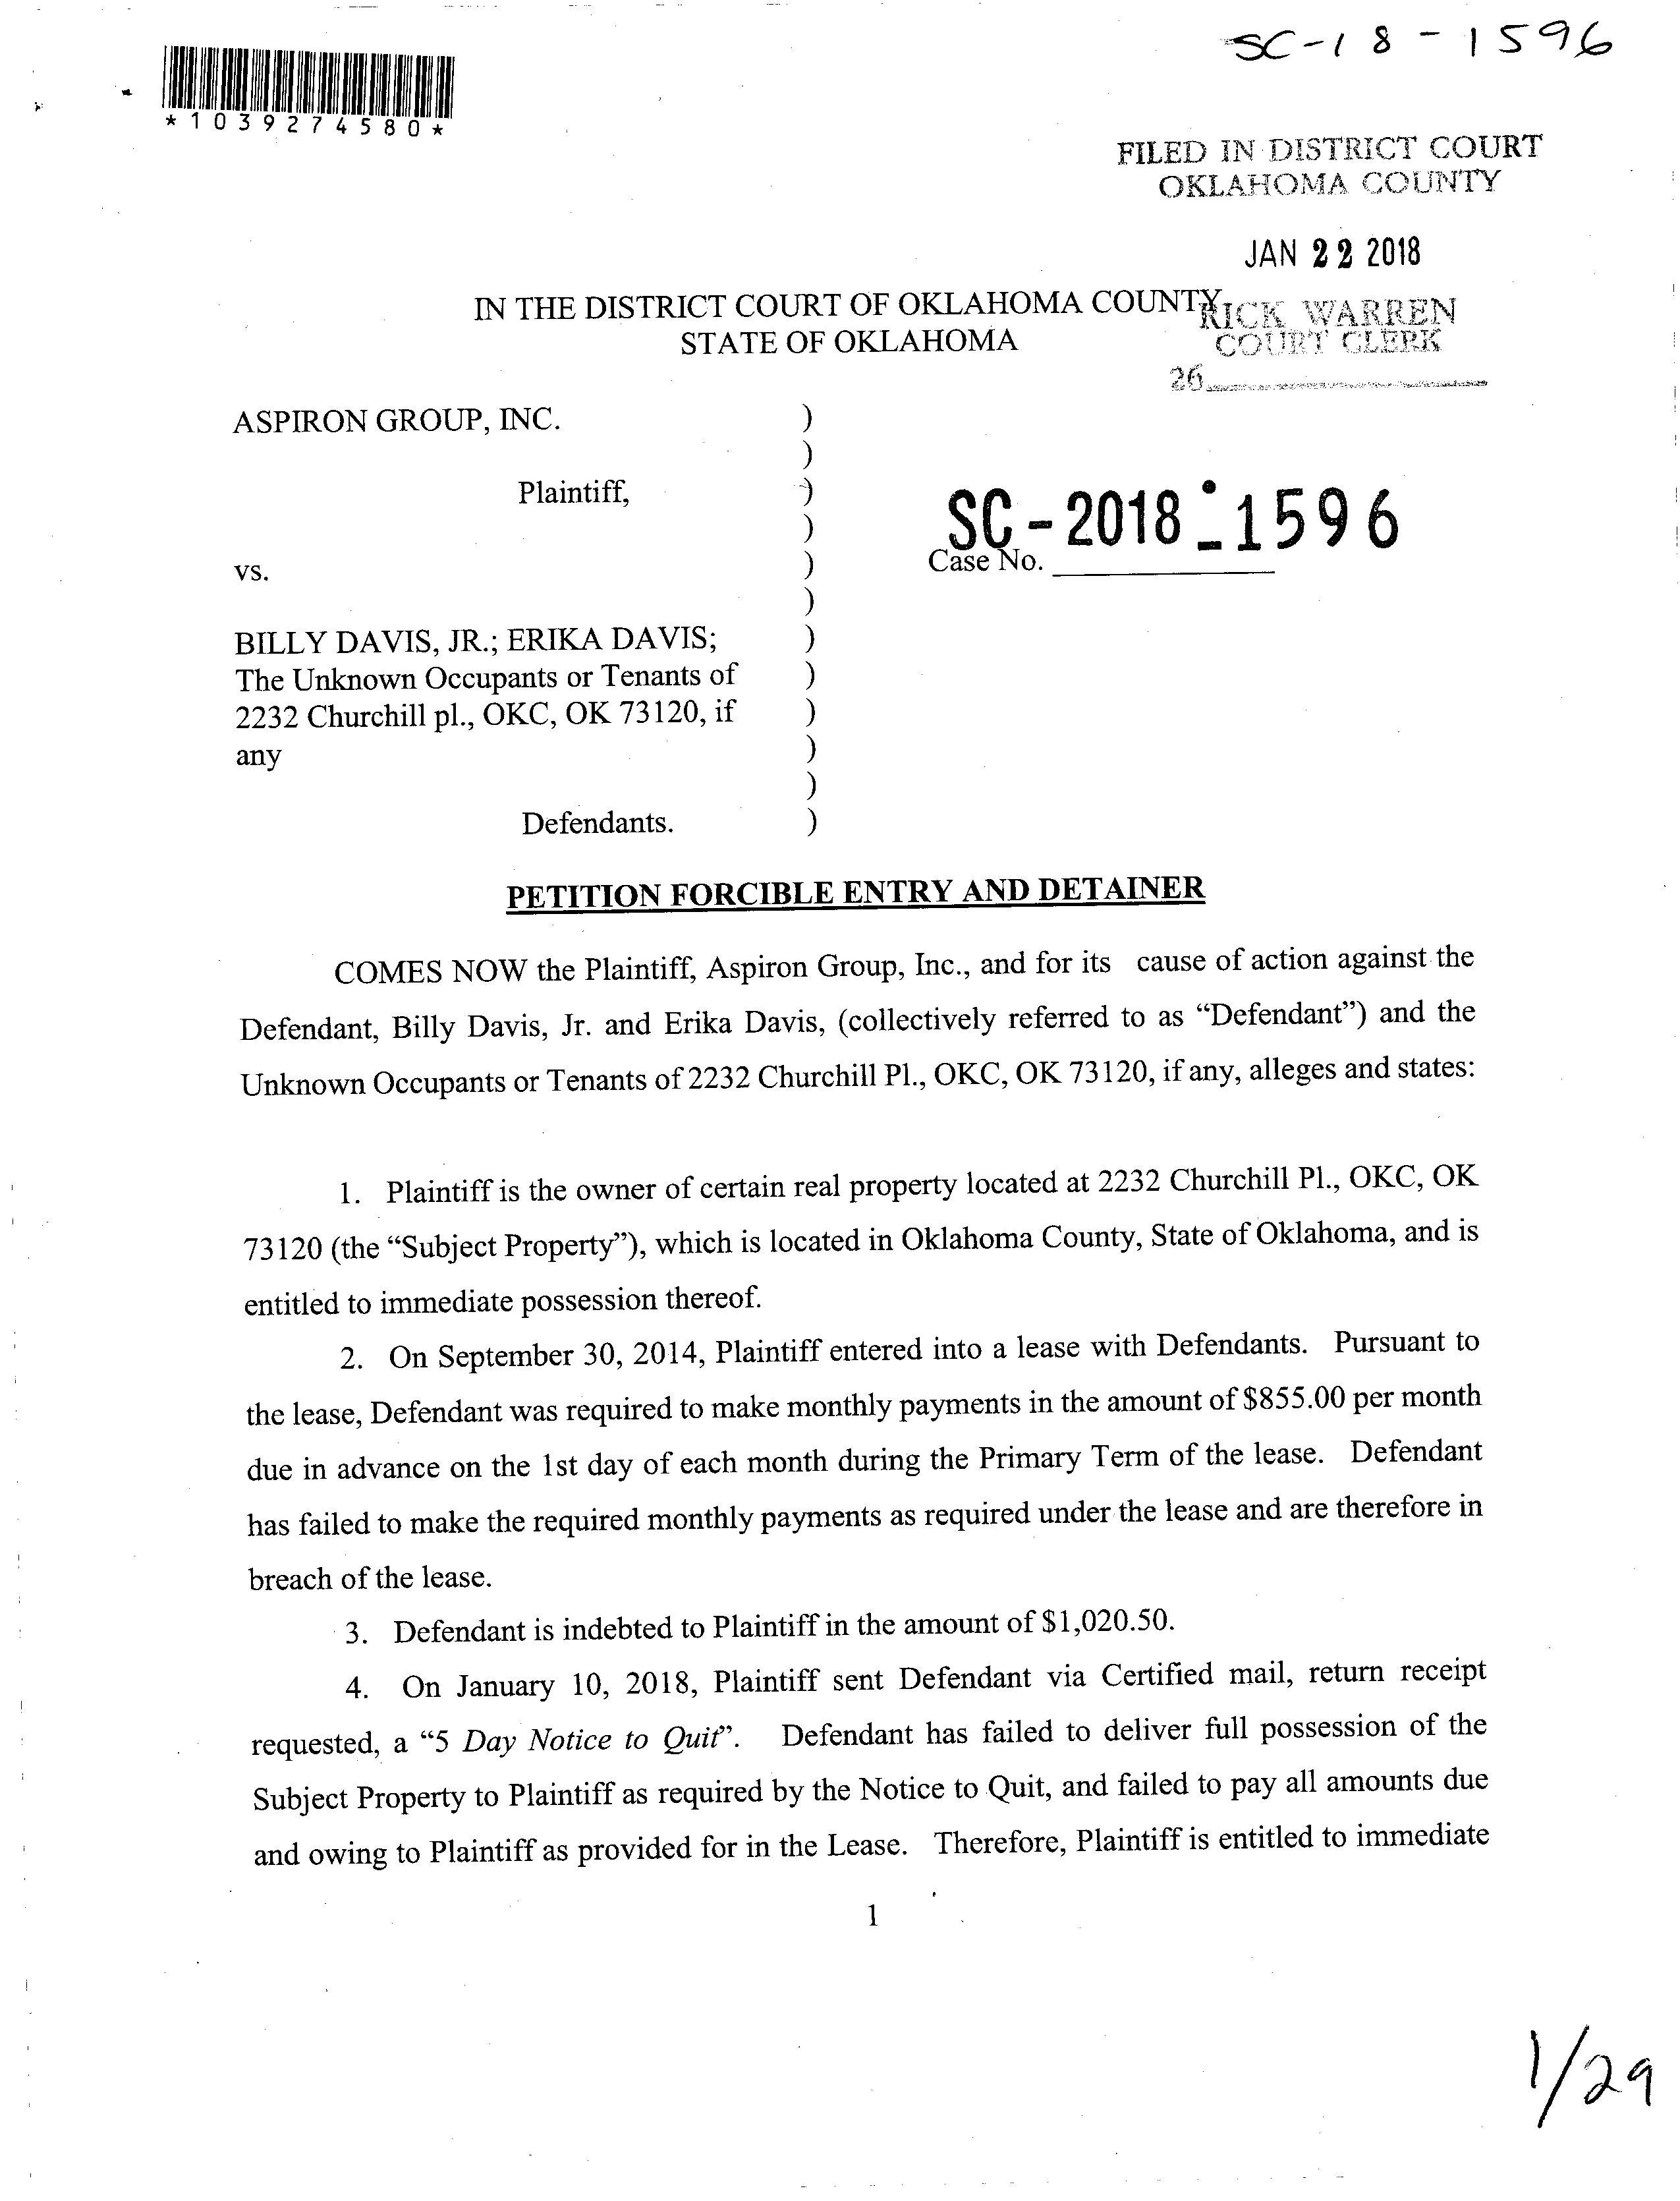 SC-18-1596
*1039274580*
FILED IN DISTRICT COURT
OKLAHOMA COUNTY
JAN 22 2018
IN THE DISTRICT COURT OF OKLAHOMA COUNTY
RICK WARREN
STATE OF OKLAHOMA
COURT CLERK
26
ASPIRON GROUP, INC. )
)
Plaintiff, )
)
SC-2018-1596
vs. ) Case No.
)
BILLY DAVIS, JR.; ERIKA DAVIS; )
The Unknown Occupants or Tenants of )
2232 Churchill pl., OKC, OK 73120, if )
any )
)
Defendants. )
PETITION FORCIBLE ENTRY AND DETAINER
COMES NOW the Plaintiff, Aspiron Group, Inc., and for its cause of action against the
Defendant, Billy Davis, Jr. and Erika Davis, (collectively referred to as “Defendant”) and the
Unknown Occupants or Tenants of 2232 Churchill Pl., OKC, OK 73120, if any, alleges and states:
1. Plaintiff is the owner of certain real property located at 2232 Churchill Pl., OKC, OK
73120 (the “Subject Property”), which is located in Oklahoma County, State of Oklahoma, and is
entitled to immediate possession thereof.
2. On September 30, 2014, Plaintiff entered into a lease with Defendants. Pursuant to
the lease, Defendant was required to make monthly payments in the amount of $855.00 per month
due in advance on the 1st day of each month during the Primary Term of the lease. Defendant
has failed to make the required monthly payments as required under the lease and are therefore in
breach of the lease.
3. Defendant is indebted to Plaintiff in the amount of $1,020.50.
4. On January 10, 2018, Plaintiff sent Defendant via Certified mail, return receipt
requested, a “5 Day Notice to Quit”. Defendant has failed to deliver full possession of the
Subject Property to Plaintiff as required by the Notice to Quit, and failed to pay all amounts due
and owing to Plaintiff as provided for in the Lease. Therefore, Plaintiff is entitled to immediate
1
1/29